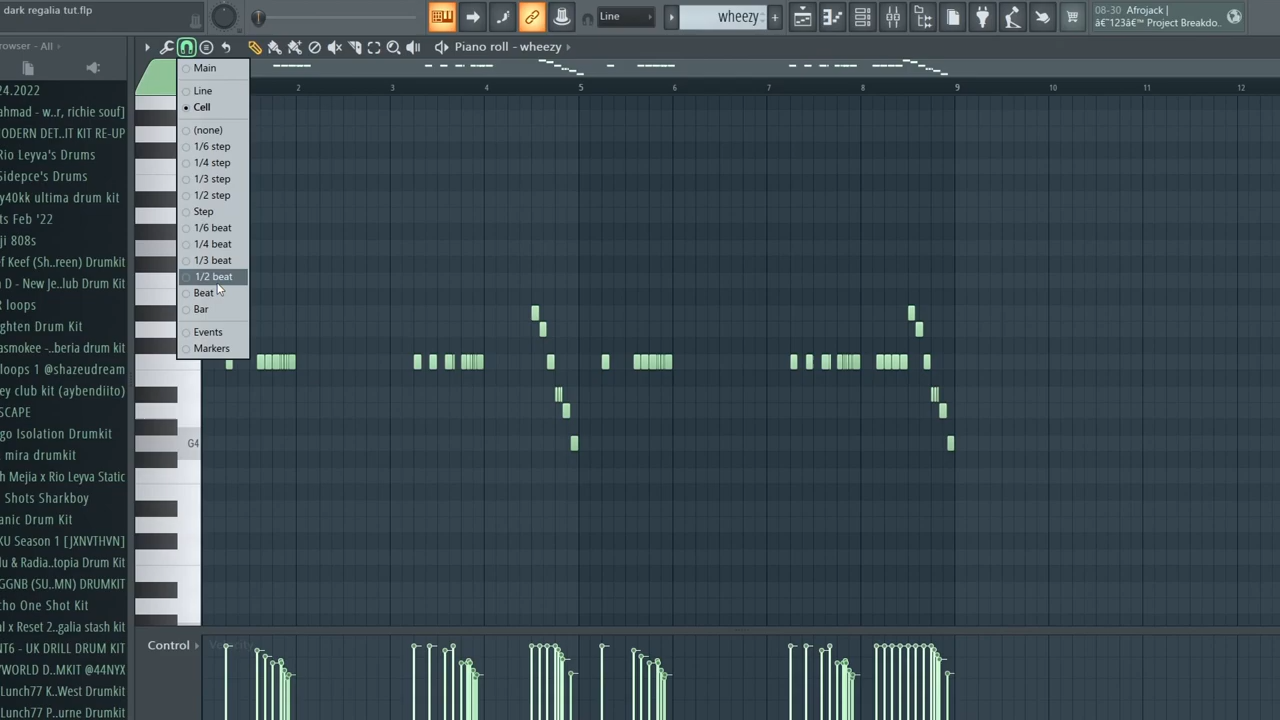 dark regalia tut.flp
Line
wheezy
08-30 Afrojack |
â€˜123â€™ Project Breakdo..
rowser - All
Piano roll - wheezy
Main
Line
Cell
(none)
1/6 step
1/4 step
1/3 step
1/2 step
Step
1/6 beat
1/4 beat
1/3 beat
1/2 beat
Beat
Bar
Events
Markers
2 3 4 5 6 7 8 9 10 11 12
24.2022
ahmad - w..r, richie souf]
MODERN DET..IT KIT RE-UP
Rio Leyva's Drums
Sidepce's Drums
y40kk ultima drum kit
ts Feb '22
ji 808s
ef Keef (Sh..reen) Drumkit
n D - New Je..lub Drum Kit
R loops
ghten Drum Kit
asmokee -..beria drum kit
loops 1 @shazeudream
ey club kit (aybendiito)
SCAPE
go Isolation Drumkit
mira drumkit
h Mejia x Rio Leyva Static
Shots Sharkboy
anic Drum Kit
KU Season 1 [JXNVTHVN]
lu & Radia..topia Drum Kit
GGNB (SU..MN) DRUMKIT
cho One Shot Kit
al x Reset 2..galia stash kit
NT6 - UK DRILL DRUM KIT
YWORLD D..MKIT @44NYX
Lunch77 K..West Drumkit
Lunch77 P..urne Drumkit
G4
Control
Velocity